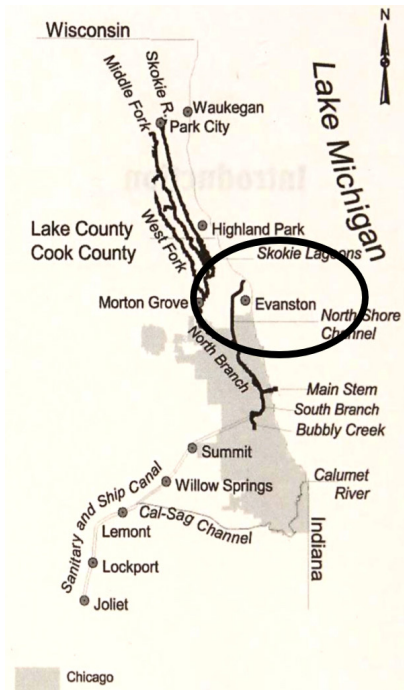 N
Wisconsin
Lake Michigan
Skokie R.
Middle Fork
Waukegan
Park City
West Fork
Highland Park
Lake County
Cook County
Skokie Lagoons
Morton Grove
Evanston
North Shore
Channel
North Branch
Main Stem
South Branch
Bubbly Creek
Summit
Calumet
River
Willow Springs
Sanitary and Ship Canal
Cal-Sag Channel
Lemont
Indiana
Lockport
Joliet
Chicago